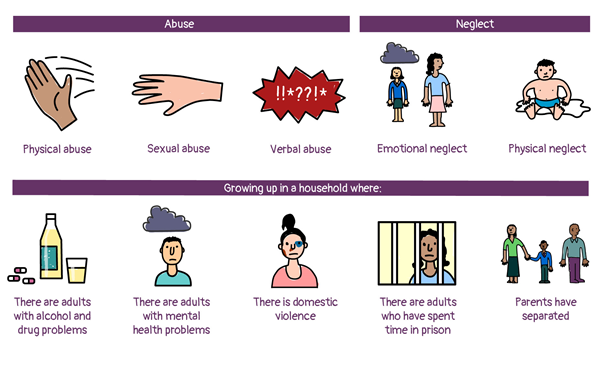 Abuse
Neglect
!!*??!*
Physical abuse
Sexual abuse
Verbal abuse
Emotional neglect
Physical neglect
Growing up in a household where:
There are adults
with alcohol and
drug problems
There are adults
with mental
health problems
There is domestic
violence
There are adults
who have spent
time in prison
Parents have
separated